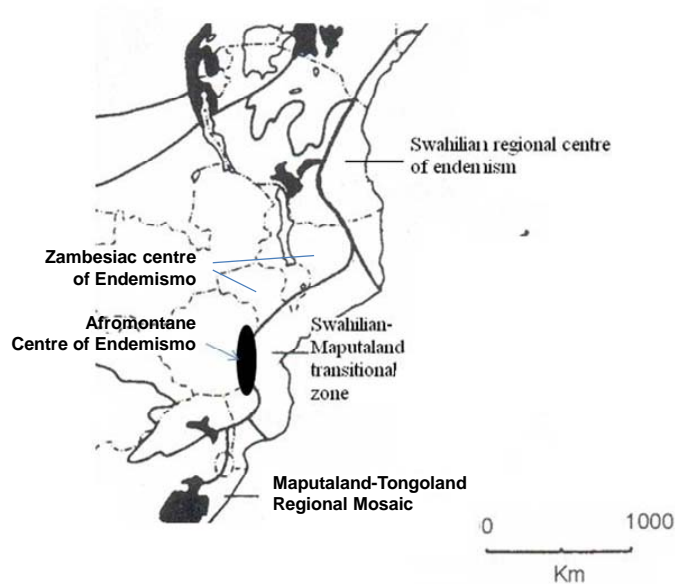 Swahilian regional centre
of endemism
Zambesiac centre
of Endemismo
Afromontane
Centre of Endemismo
Swahilian-
Maputaland
transitional
zone
Maputaland-Tongoland
Regional Mosaic
0 1000
Km